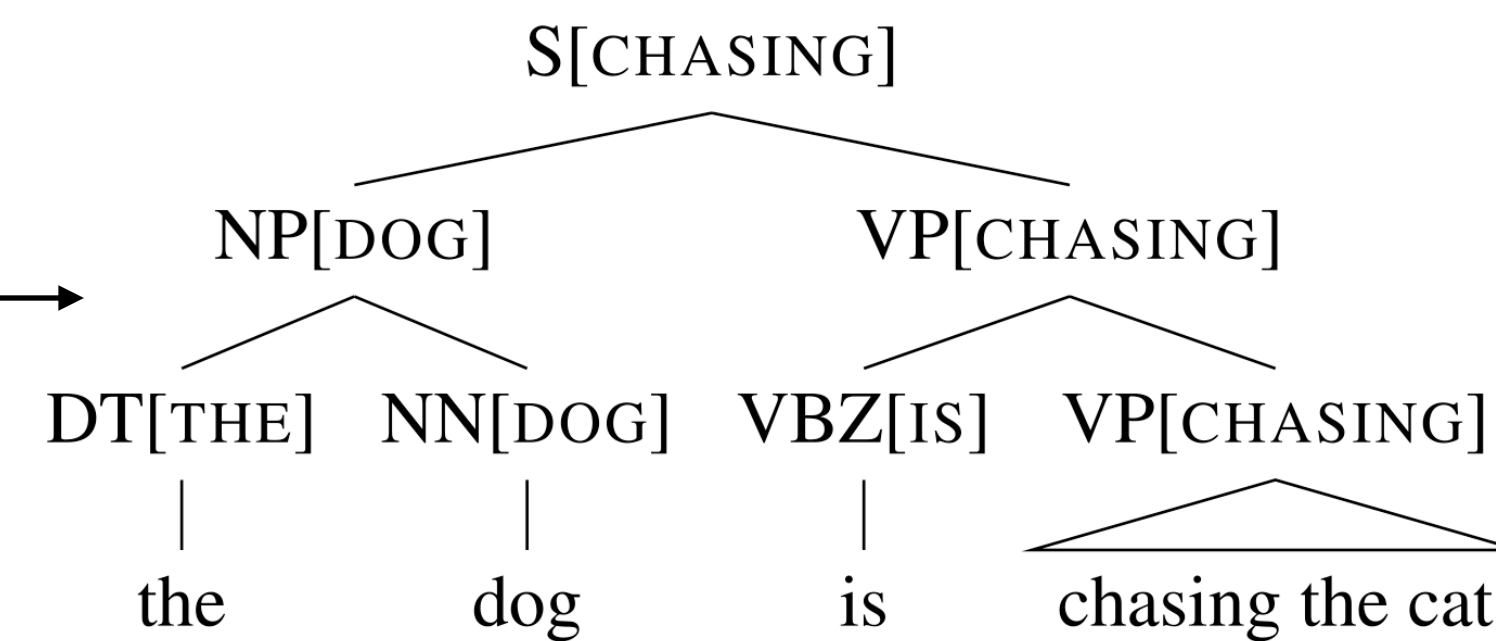 S[CHASING]
NP[DOG] VP[CHASING]
DT[THE] NN[DOG] VBZ[IS] VP[CHASING]
the dog is chasing the cat